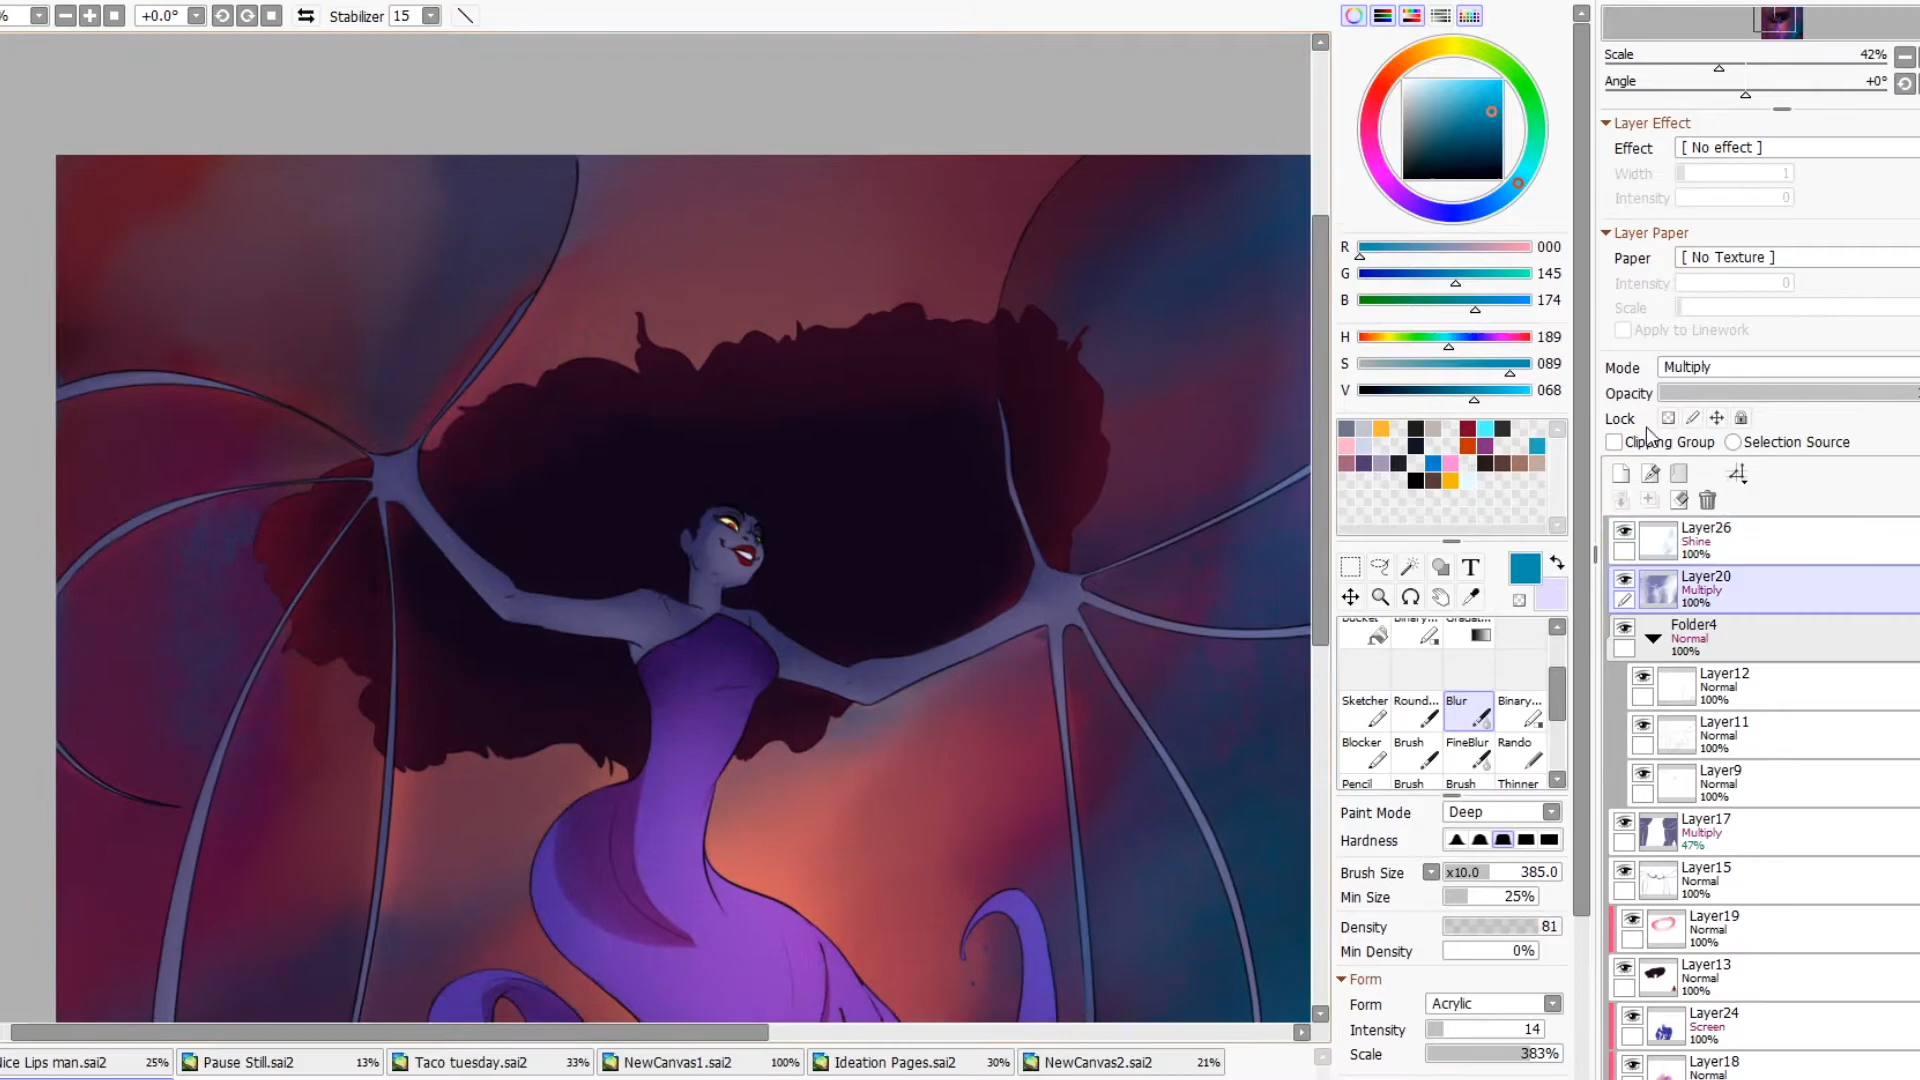 %
+0.0°
Stabilizer 15
Scale 42%
Angle +0°
Layer Effect
Effect [ No effect ]
Width 1
Intensity 0
Layer Paper
Paper [ No Texture ]
Intensity 0
Scale
Apply to Linework
Mode Multiply
Opacity
Lock
Clipping Group Selection Source
R 000
G 145
B 174
H 189
S 089
V 068
T
Bucket Binary... Gradat...
Sketcher Round... Blur Binary...
Blocker Brush FineBlur Rando
Pencil Brush Brush Thinner
Paint Mode Deep
Hardness
Brush Size x10.0 385.0
Min Size 25%
Density 81
Min Density 0%
Form
Form Acrylic
Intensity 14
Scale 383%
Layer26
Shine
100%
Layer20
Multiply
100%
Folder4
Normal
100%
Layer12
Normal
100%
Layer11
Normal
100%
Layer9
Normal
100%
Layer17
Multiply
47%
Layer15
Normal
100%
Layer19
Normal
100%
Layer13
Normal
100%
Layer24
Screen
100%
Layer18
Normal
Nice Lips man.sai2 25%
Pause Still.sai2 13%
Taco tuesday.sai2 33%
NewCanvas1.sai2 100%
Ideation Pages.sai2 30%
NewCanvas2.sai2 21%